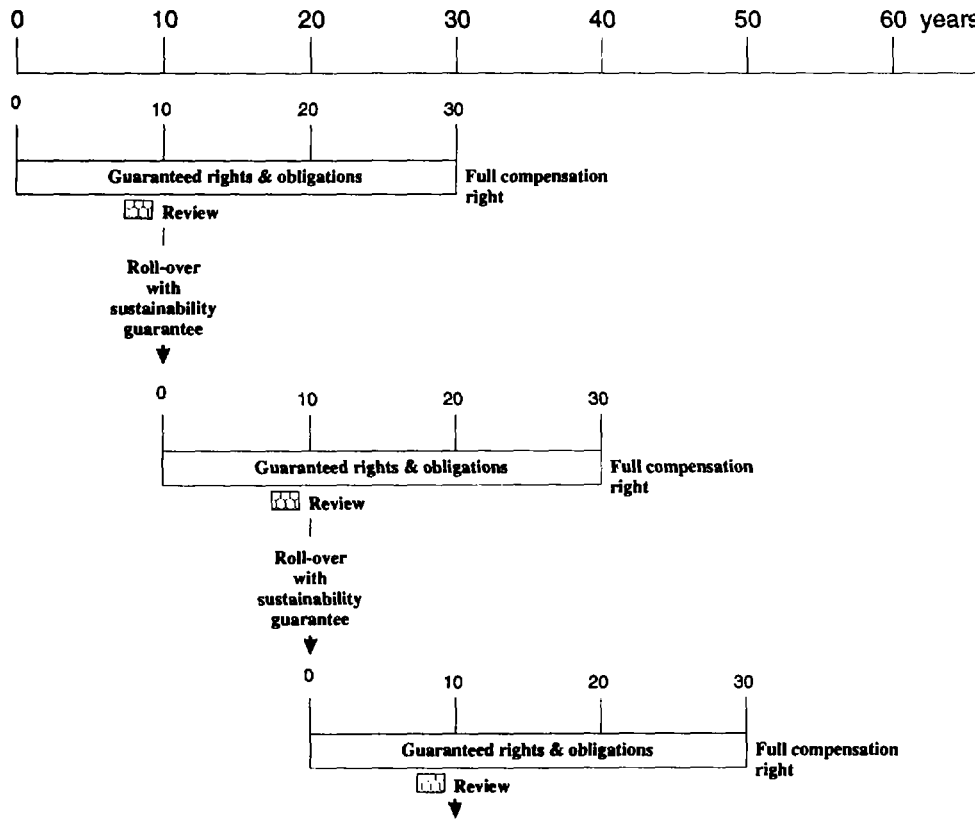 0 10 20 30 40 50 60 years
0 10 20 30
Guaranteed rights & obligations
Full compensation
right
Review
Roll-over
with
sustainability
guarantee
0 10 20 30
Guaranteed rights & obligations
Full compensation
right
Review
Roll-over
with
sustainability
guarantee
0 10 20 30
Guaranteed rights & obligations
Full compensation
right
Review